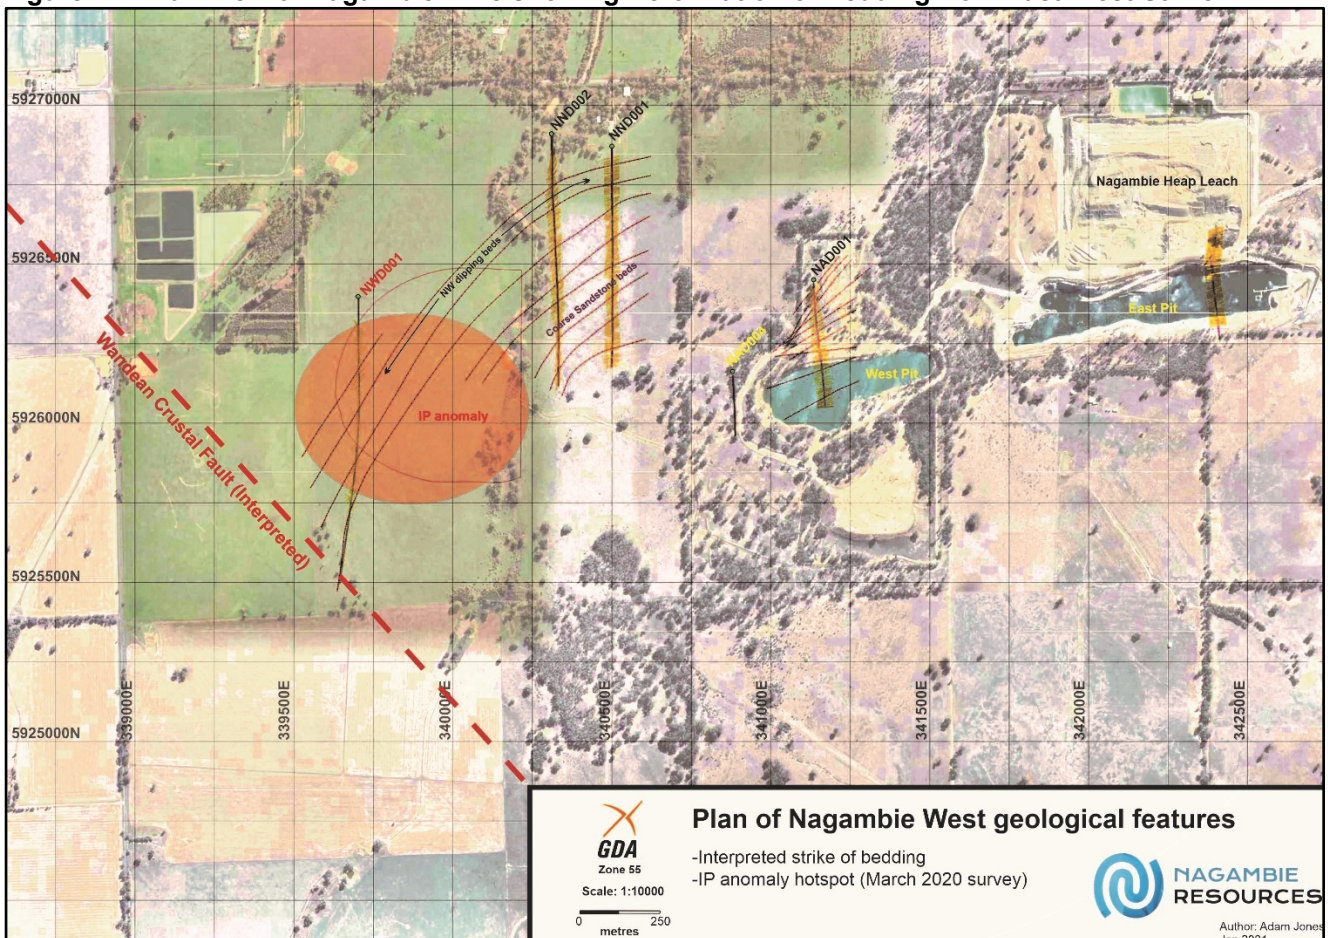 NND002
NND001
5927000N
Nagambie Heap Leach
5926500N
NW dipping beds
NAD001
NWD001
Course Sandstone beds
East Pit
Wandean Crustal Fault (Interpreted)
West Pit
IP anomaly
5926000N
5925500N
339000E
339500E
340000E
340500E
341000E
341500E
342000E
342500E
5925000N
GDA
Zone 55
Scale: 1:10000
0 250
metres
Plan of Nagambie West geological features
-Interpreted strike of bedding
-IP anomaly hotspot (March 2020 survey)
NAGAMBIE
RESOURCES
Author: Adam Jones